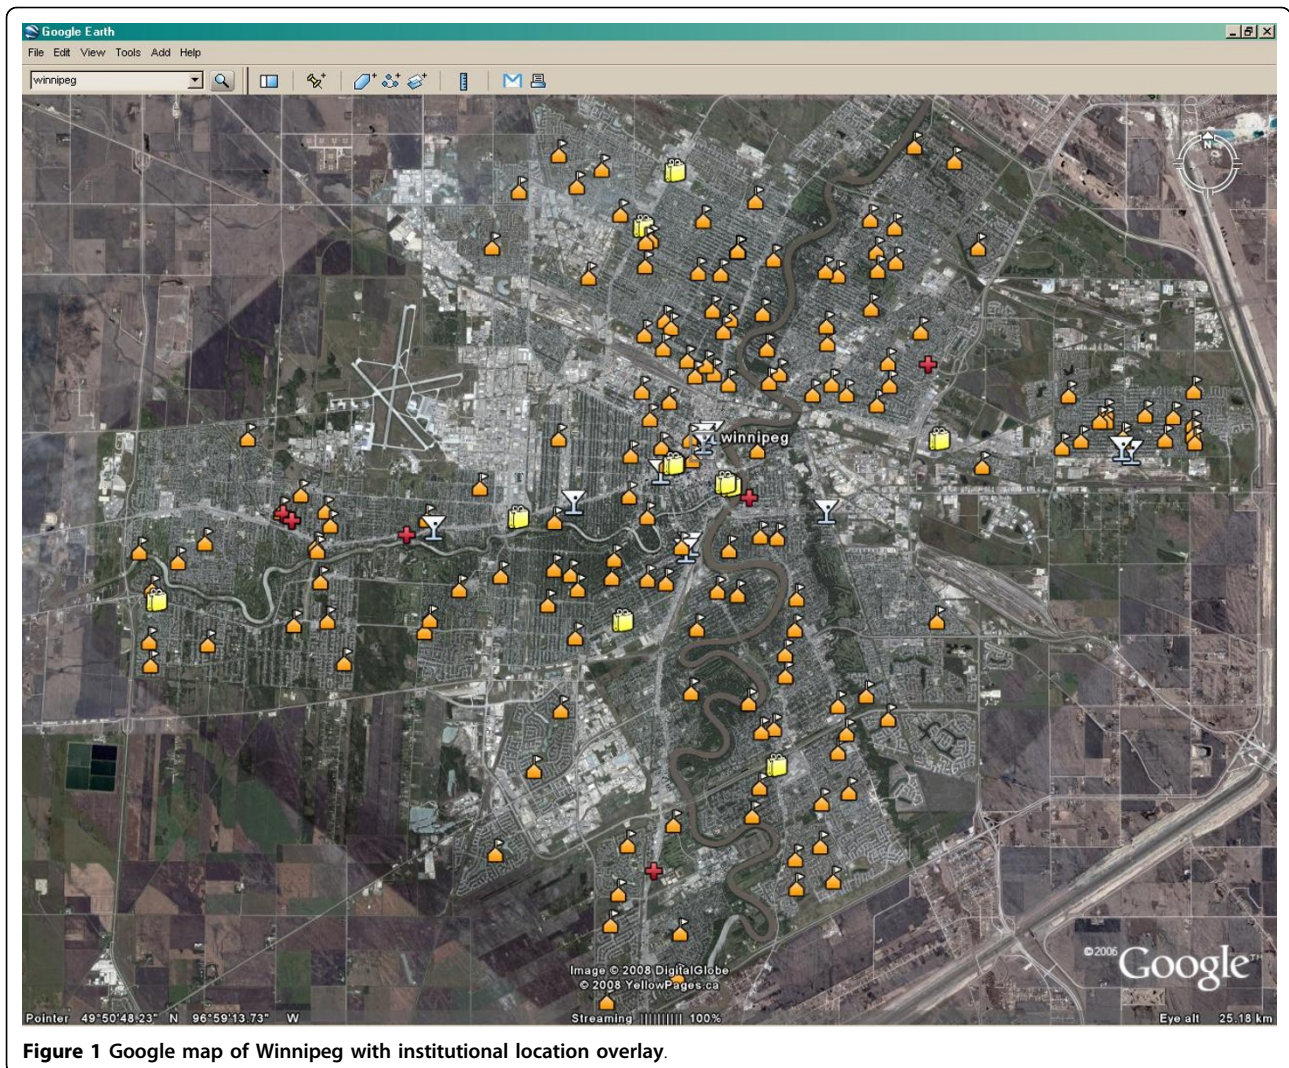 Google Earth
File Edit View Tools Add Help
winnipeg
N
winnipeg
Image © 2008 DigitalGlobe
© 2008 YellowPages.ca
©2006 Google™
Pointer 49°50'48.23" N 96°59'13.73" W Streaming |||||||||| 100% Eye alt 25.18 km
Figure 1 Google map of Winnipeg with institutional location overlay.